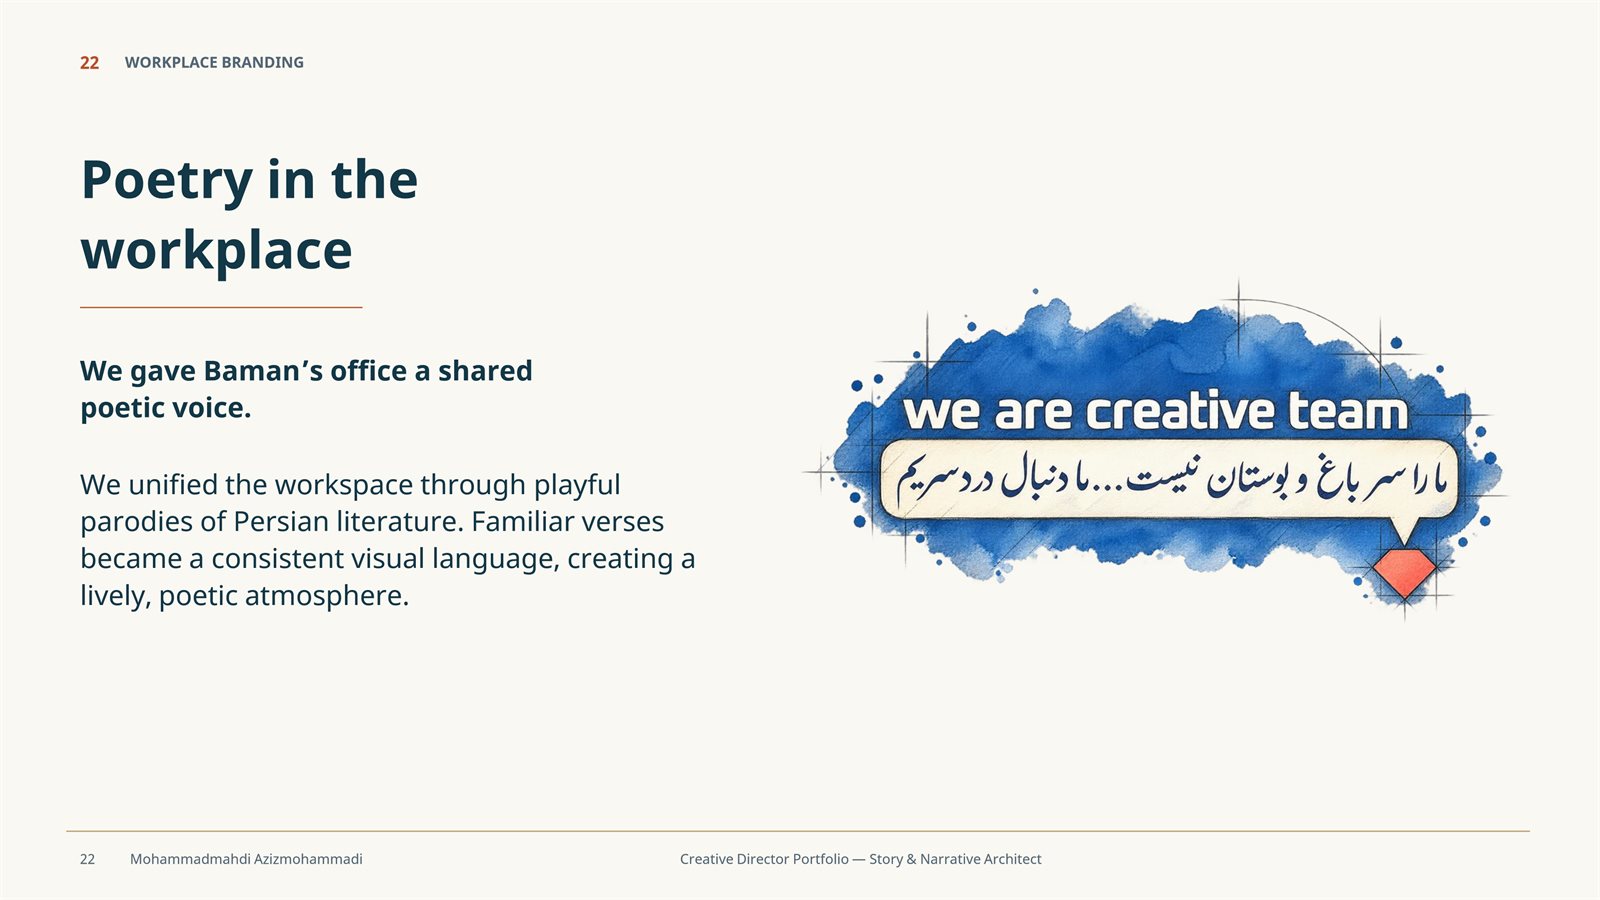 22 WORKPLACE BRANDING
Poetry in the
workplace
We gave Baman’s office a shared
poetic voice.
We unified the workspace through playful
parodies of Persian literature. Familiar verses
became a consistent visual language, creating a
lively, poetic atmosphere.
we are creative team
ما را سر باغ و بوستان نیست...ما دنبال دردسریم
22 Mohammadmahdi Azizmohammadi Creative Director Portfolio — Story & Narrative Architect